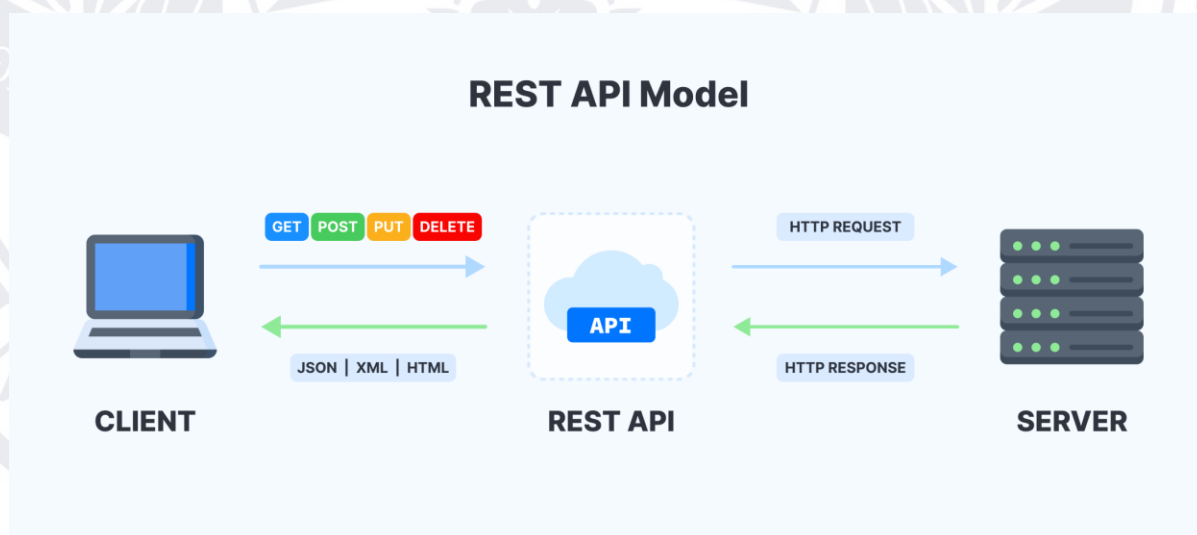 REST API Model
GET POST PUT DELETE
HTTP REQUEST
API
JSON | XML | HTML
HTTP RESPONSE
CLIENT
REST API
SERVER